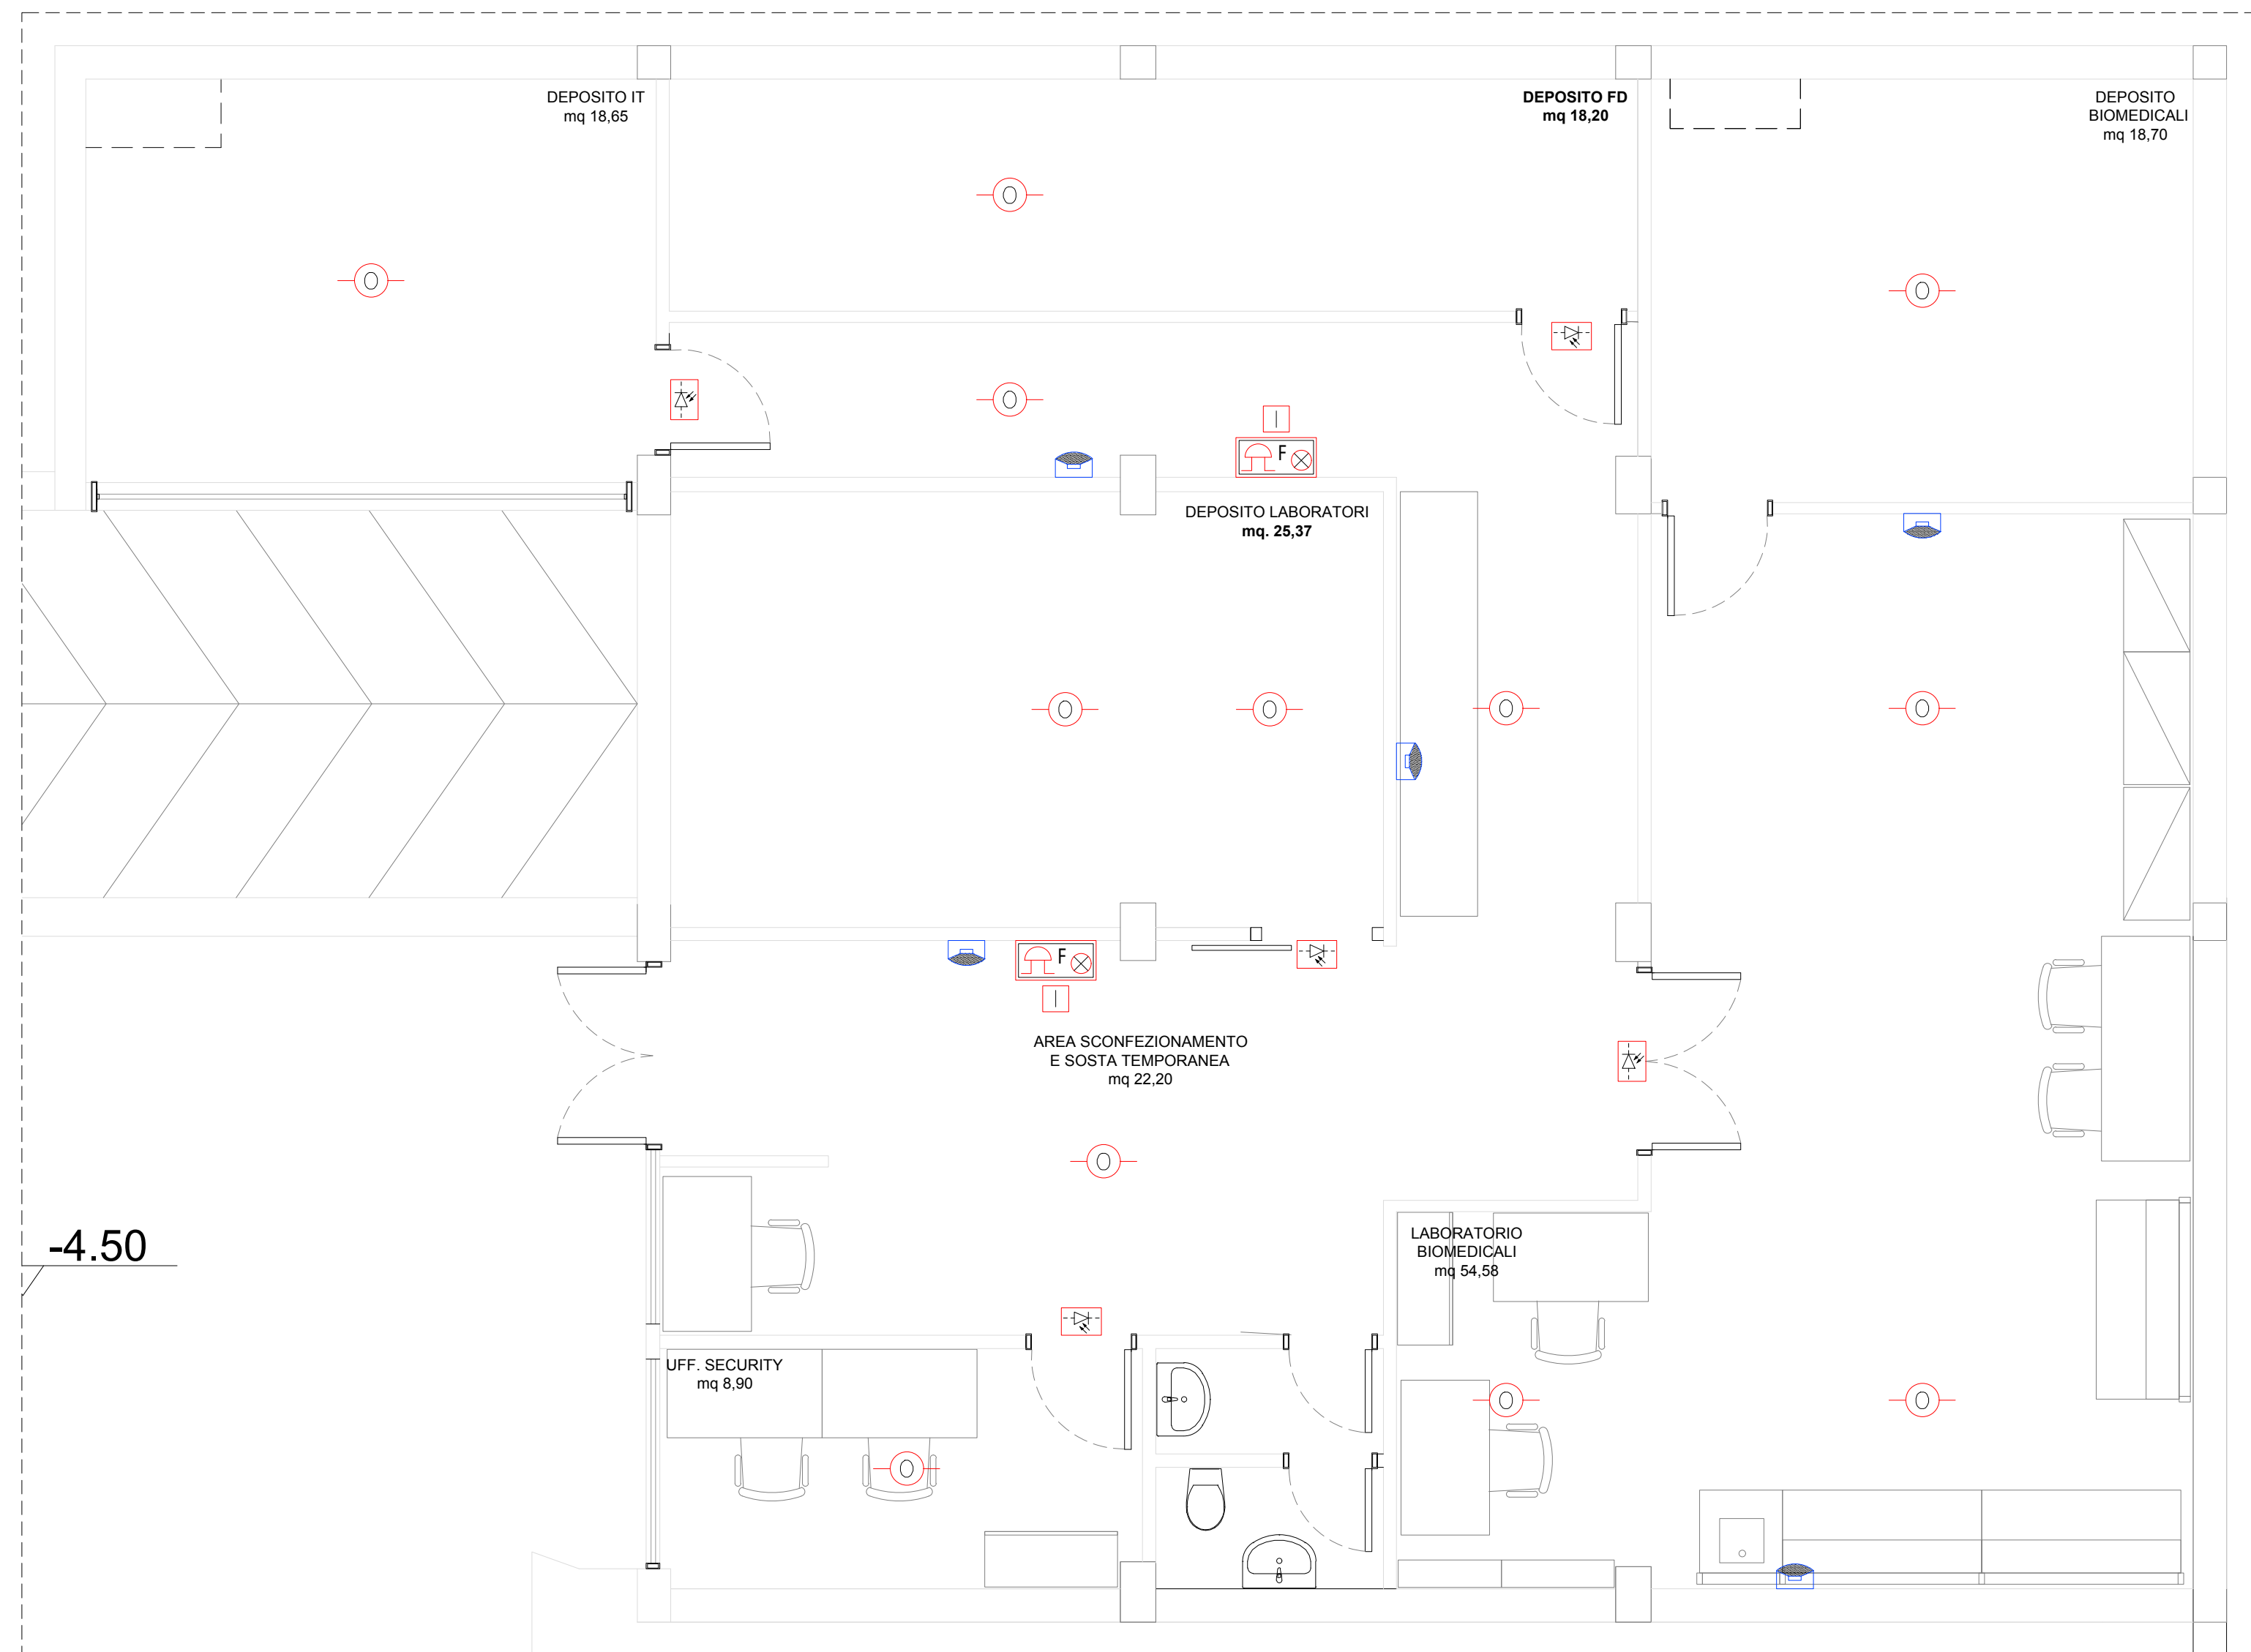 DEPOSITO IT
mq 18,65
DEPOSITO FD
mq 18,20
DEPOSITO
BIOMEDICALI
mq 18,70
F
DEPOSITO LABORATORI
mq. 25,37
F
AREA SCONFEZIONAMENTO
E SOSTA TEMPORANEA
mq 22,20
-4.50
LABORATORIO
BIOMEDICALI
mq 54,58
UFF. SECURITY
mq 8,90